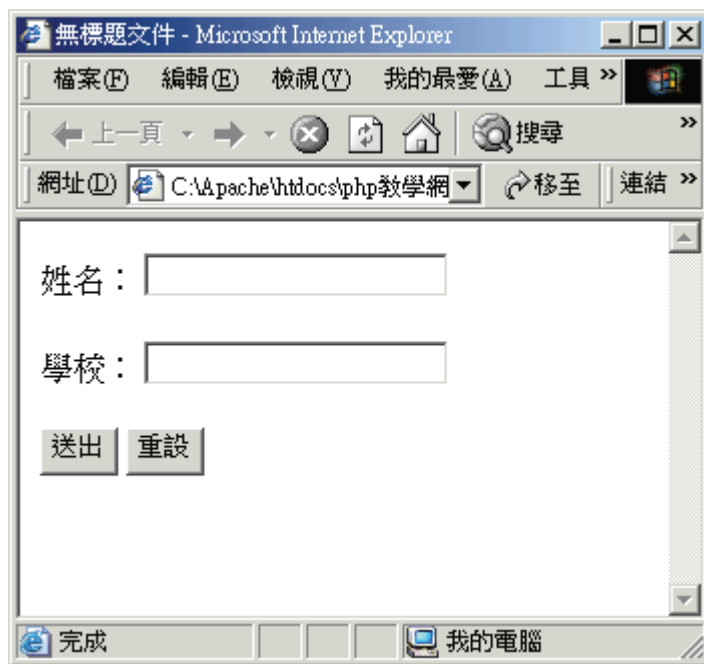 無標題文件 - Microsoft Internet Explorer
檔案(F) 編輯(E) 檢視(V) 我的最愛(A) 工具 »
上一頁 搜尋 »
網址(D) C:\Apache\htdocs\php教學網 移至 連結 »
姓名：
學校：
送出 重設
完成 我的電腦